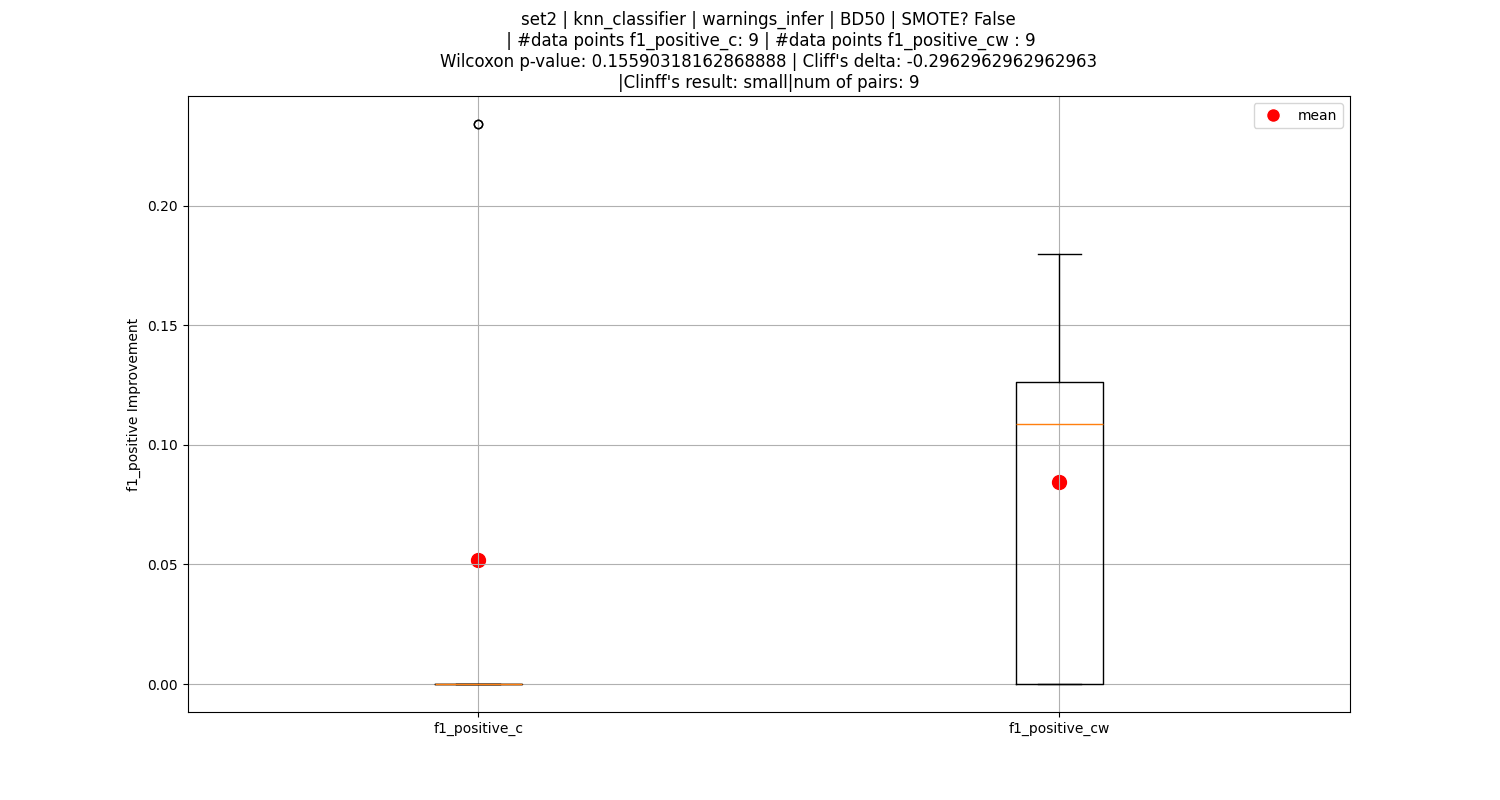 set2 | knn_classifier | warnings_infer | BD50 | SMOTE? False
| #data points f1_positive_c: 9 | #data points f1_positive_cw : 9
Wilcoxon p-value: 0.15590318162868888 | Cliff's delta: -0.2962962962962963
|Clinff's result: small|num of pairs: 9
mean
0.20
0.15
0.10
0.05
0.00
f1_positive Improvement
f1_positive_c
f1_positive_cw